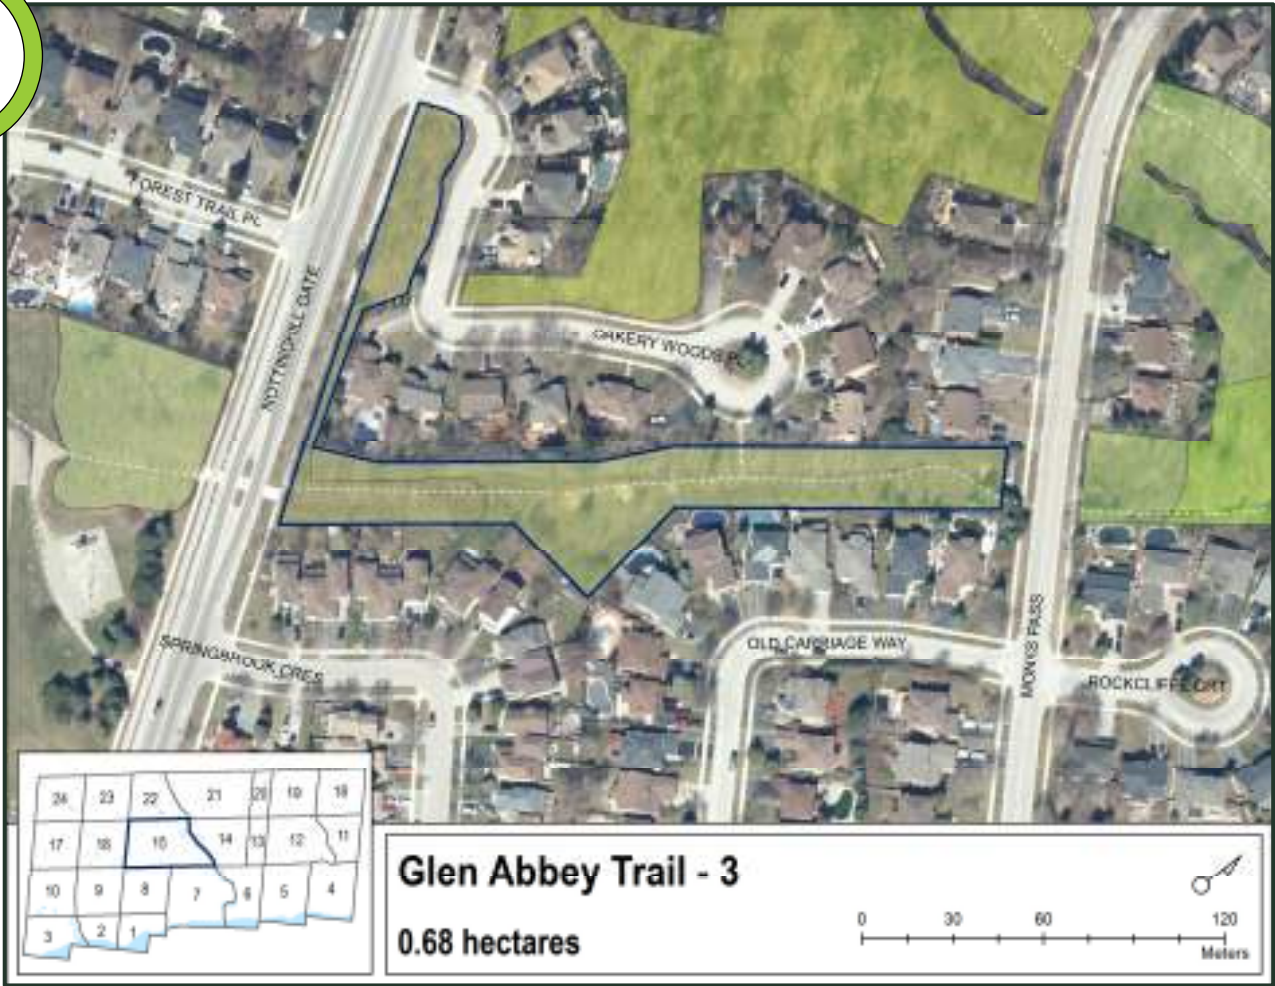 FOREST TRAIL PL
NOTTINGHILL GATE
OAKERY WOODS PL
SPRINGBROOK CRES
OLD CARRIAGE WAY
MONKS PASS
ROCKCLIFFE CRT
24 23 22 21 20 19 18
17 16 15 14 13 12 11
10 9 8 7 6 5 4
3 2 1
Glen Abbey Trail - 3
0.68 hectares
0 30 60 120
Meters